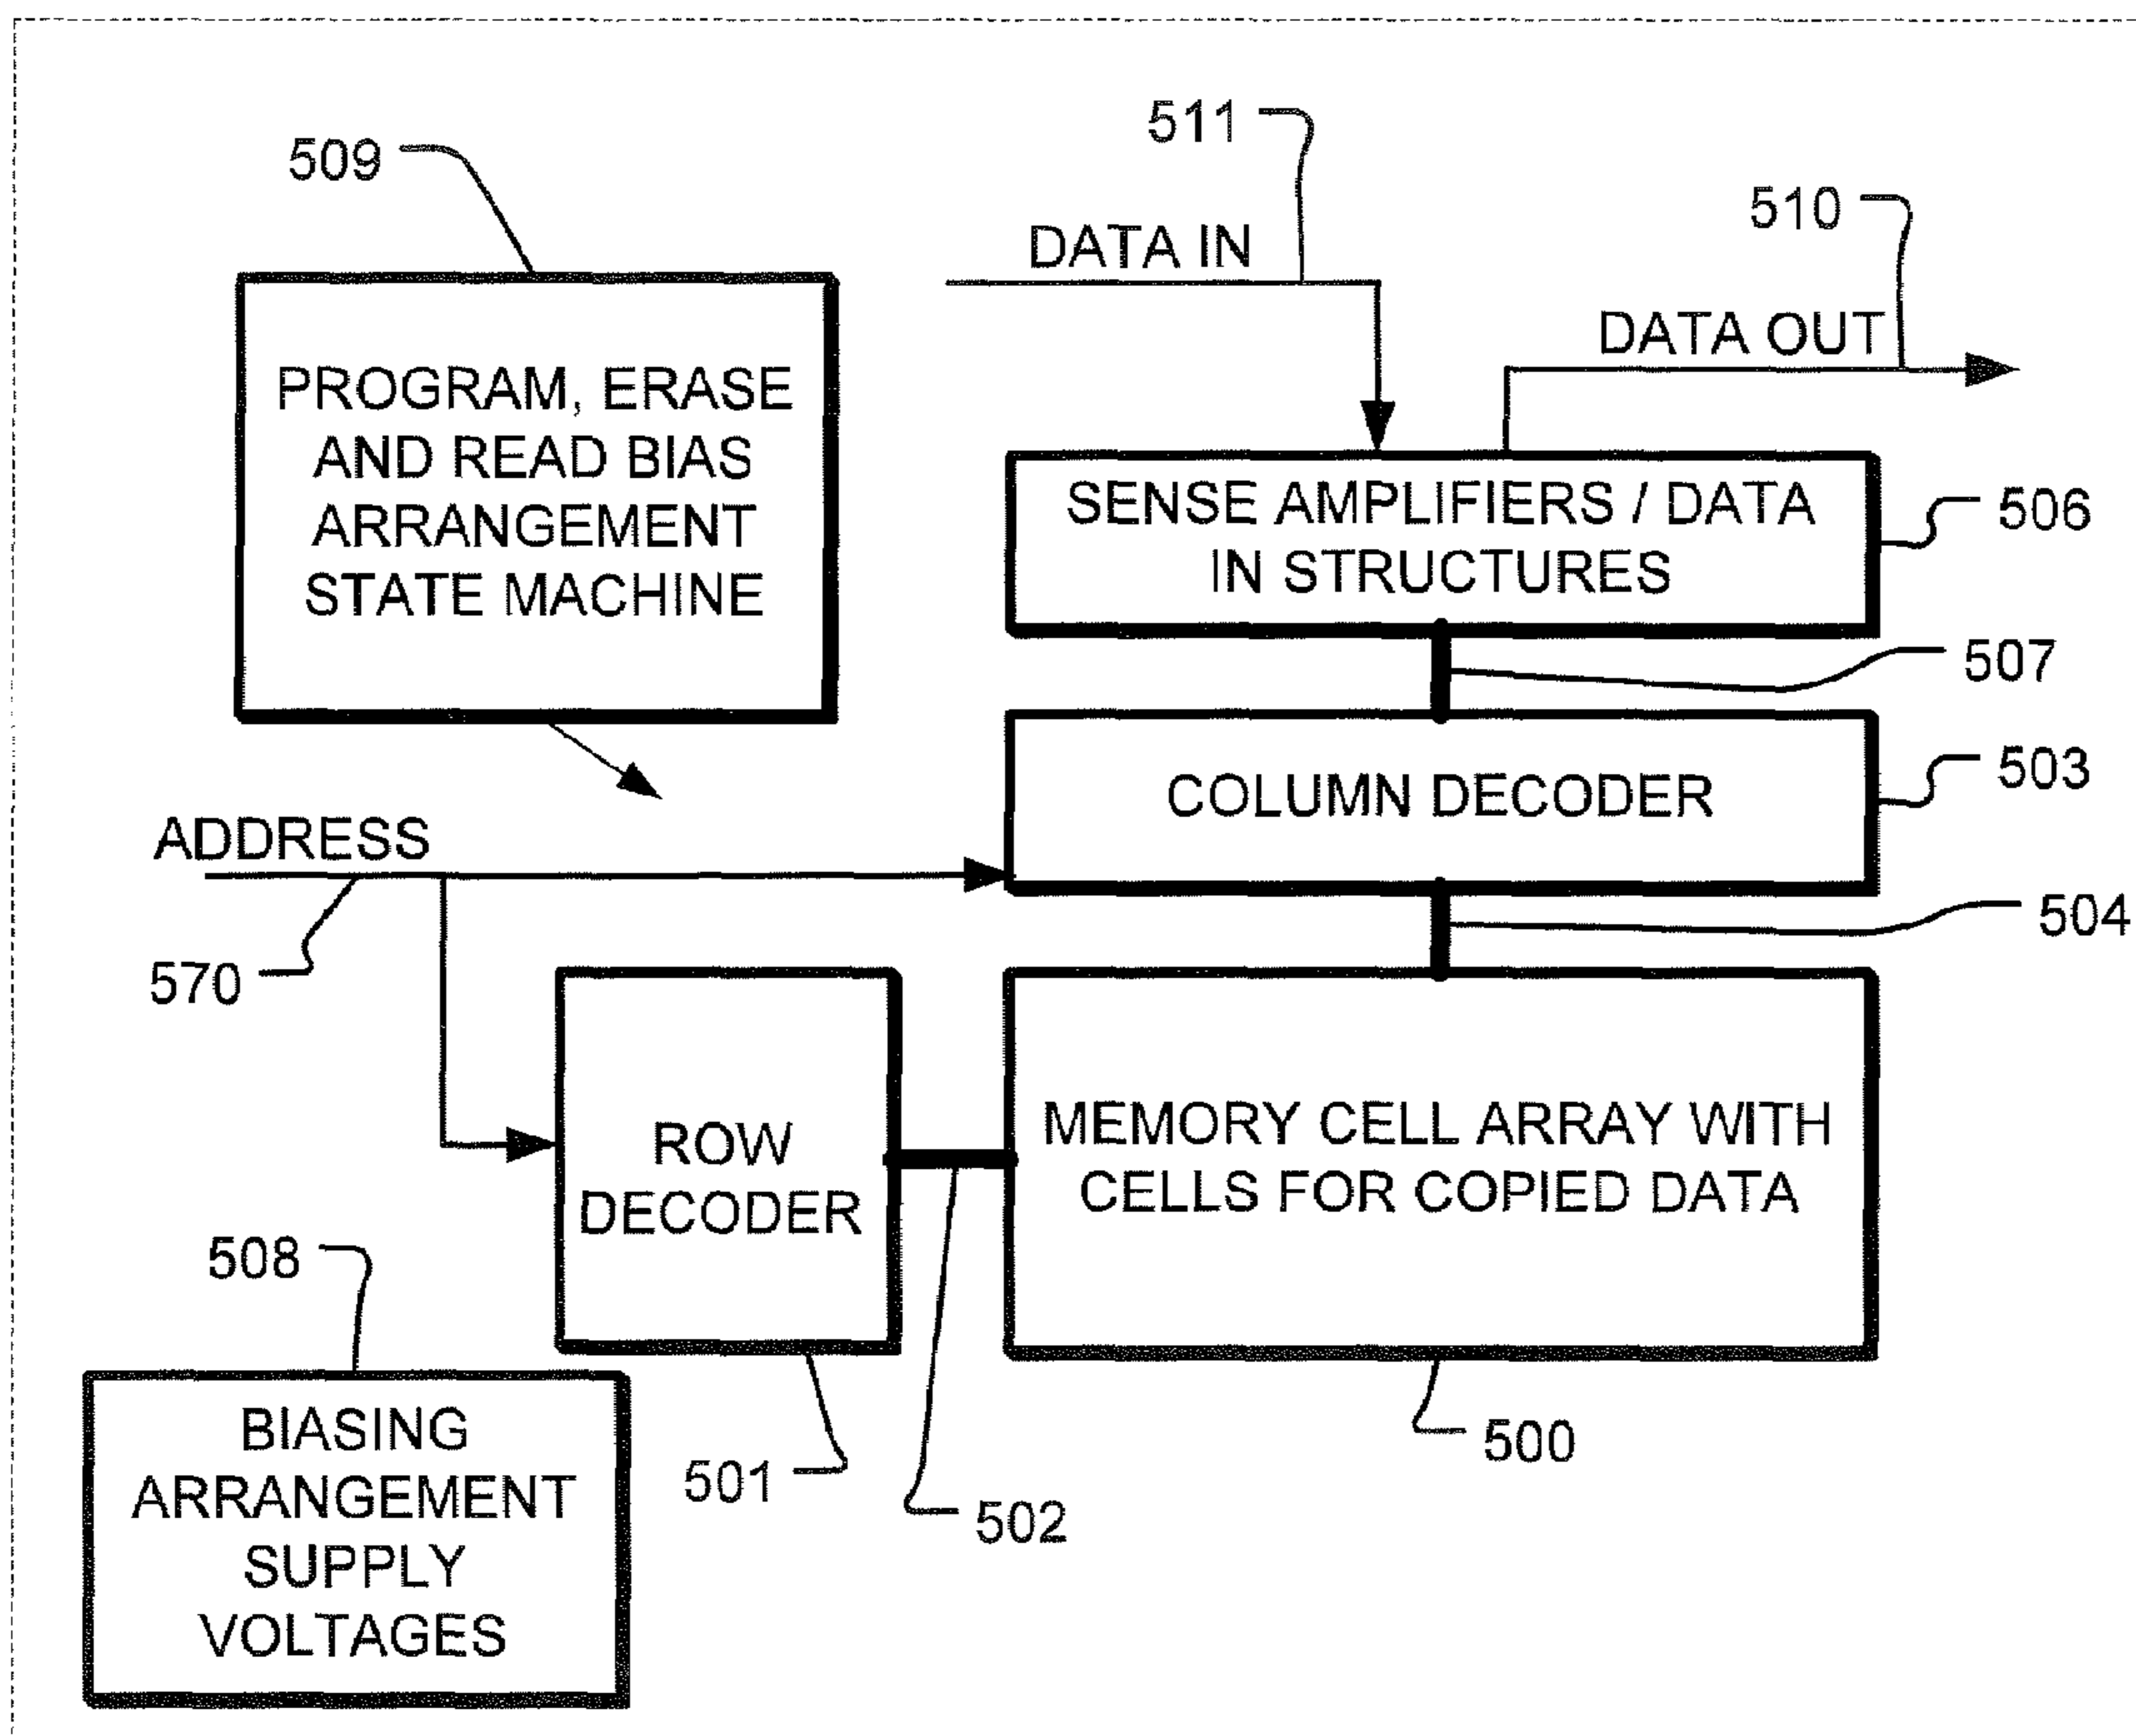 511
509
510
DATA IN
DATA OUT
PROGRAM, ERASE
AND READ BIAS
ARRANGEMENT
STATE MACHINE
SENSE AMPLIFIERS / DATA
IN STRUCTURES
506
507
COLUMN DECODER
503
ADDRESS
504
570
ROW
DECODER
MEMORY CELL ARRAY WITH
CELLS FOR COPIED DATA
508
BIASING
ARRANGEMENT
SUPPLY
VOLTAGES
501
502
500